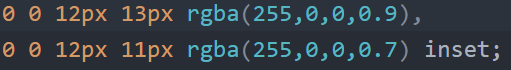 0 0 12px 13px rgba(255,0,0,0.9),
0 0 12px 11px rgba(255,0,0,0.7) inset;